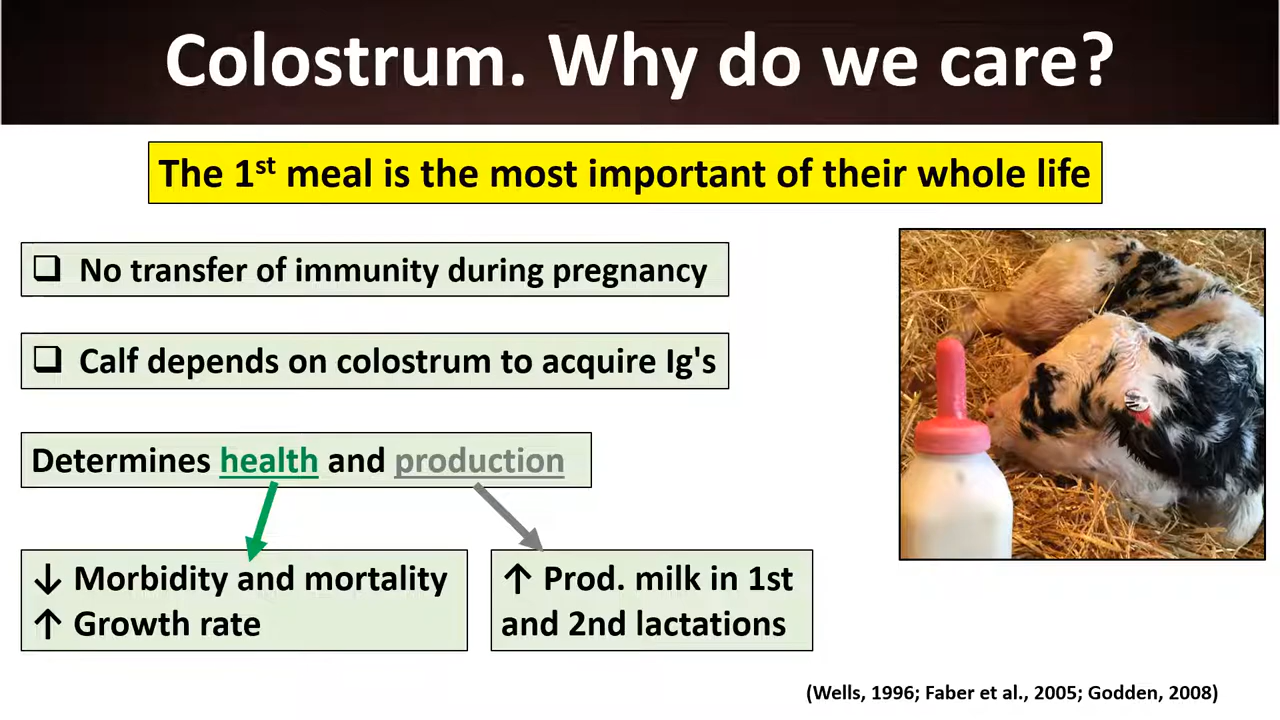 Colostrum. Why do we care?
The 1st meal is the most important of their whole life
❑ No transfer of immunity during pregnancy
❑ Calf depends on colostrum to acquire Ig's
Determines health and production
↓ Morbidity and mortality
↑ Growth rate
↑ Prod. milk in 1st
and 2nd lactations
(Wells, 1996; Faber et al., 2005; Godden, 2008)